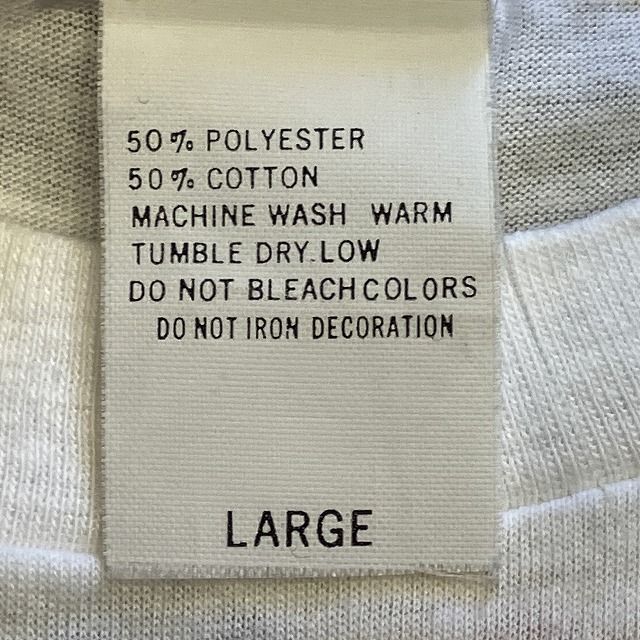 50% POLYESTER
50% COTTON
MACHINE WASH WARM
TUMBLE DRY.LOW
DO NOT BLEACH COLORS
DO NOT IRON DECORATION
LARGE